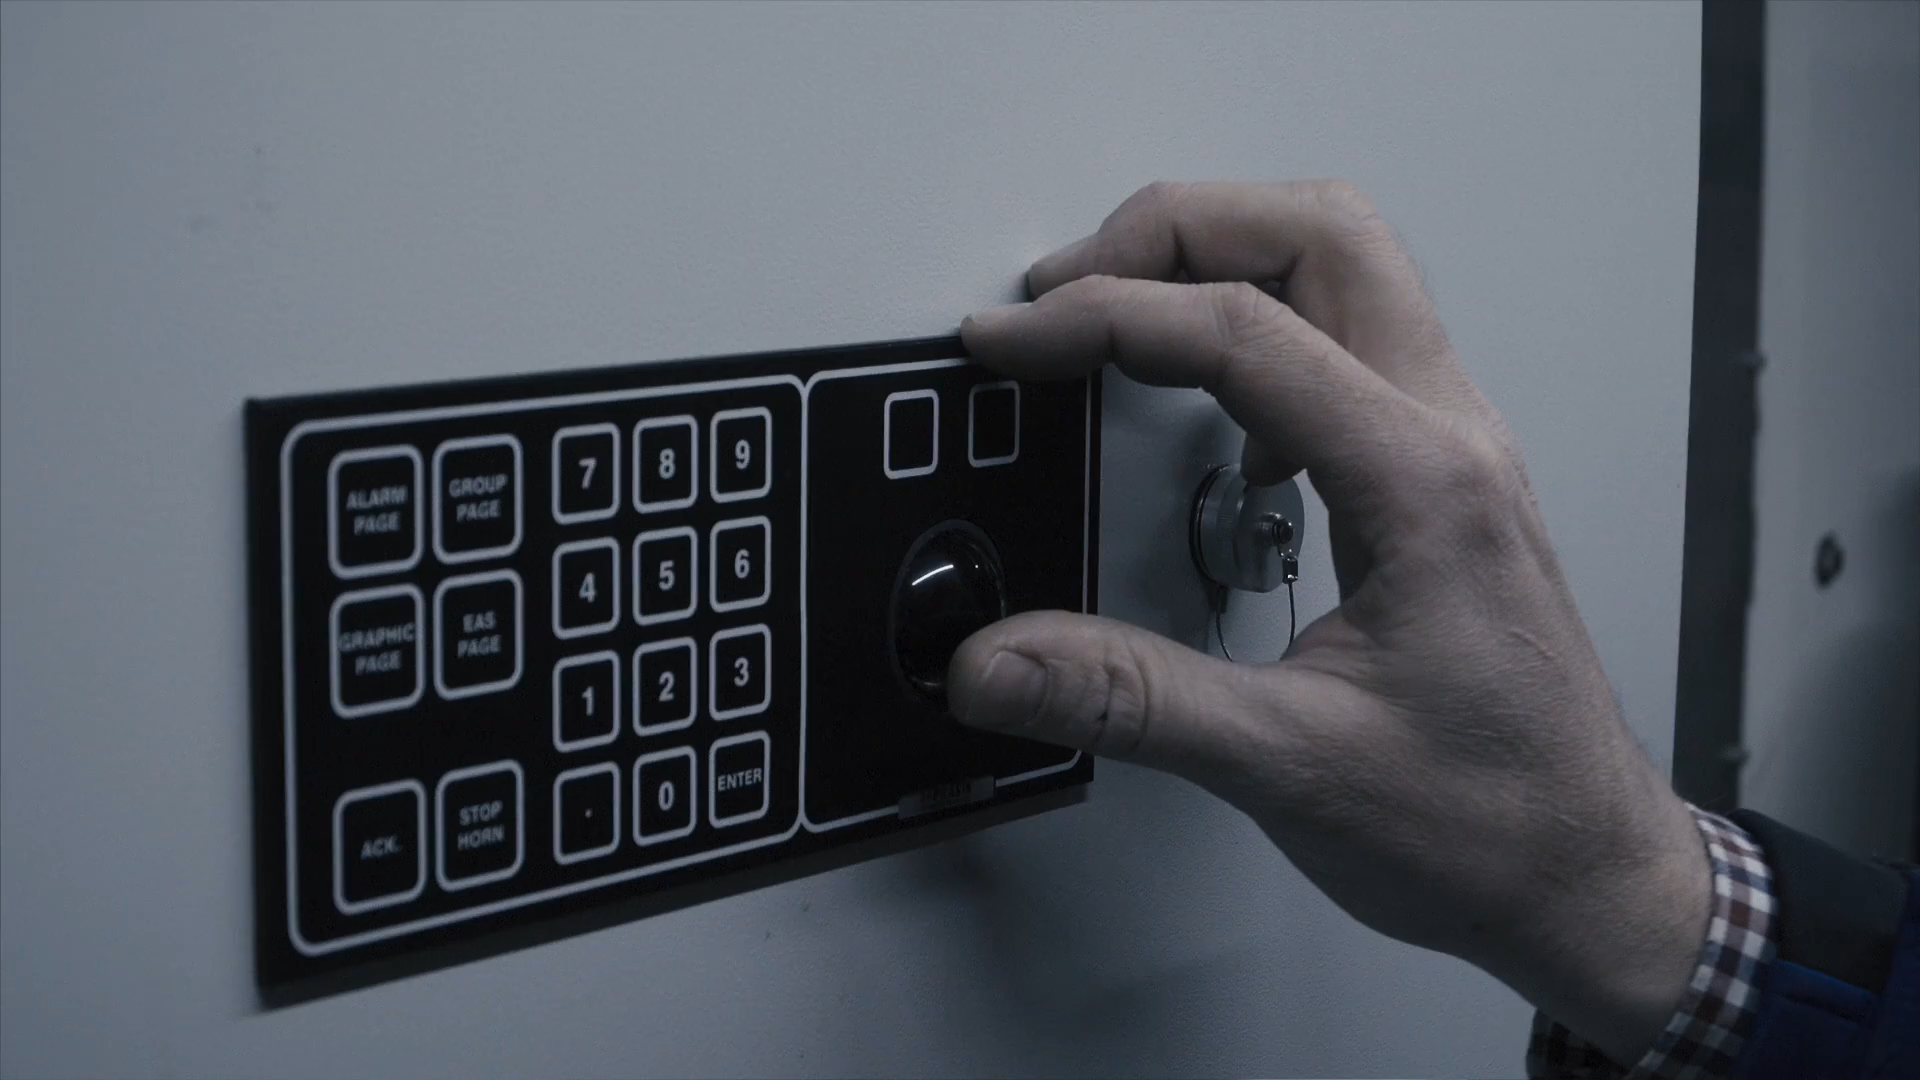 ALARM
PAGE
GROUP
PAGE
7
8
9
4
5
6
GRAPHIC
PAGE
EAS
PAGE
1
2
3
ACK.
STOP
HORN
.
0
ENTER